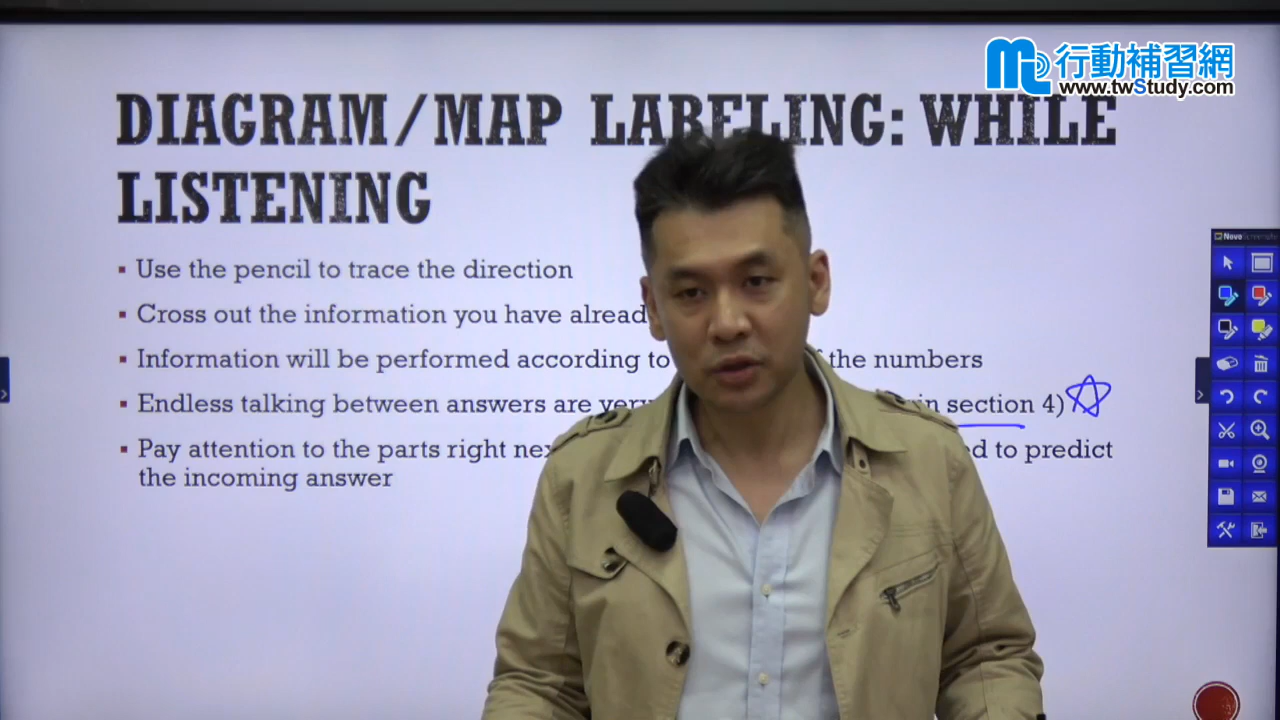 行動補習網
www.twStudy.com
DIAGRAM/MAP LABELING: WHILE
LISTENING
Use the pencil to trace the direction
Cross out the information you have
Information will be performed according to the numbers
Endless talking between answers are in section 4)
Pay attention to the parts right to predict
the incoming answer